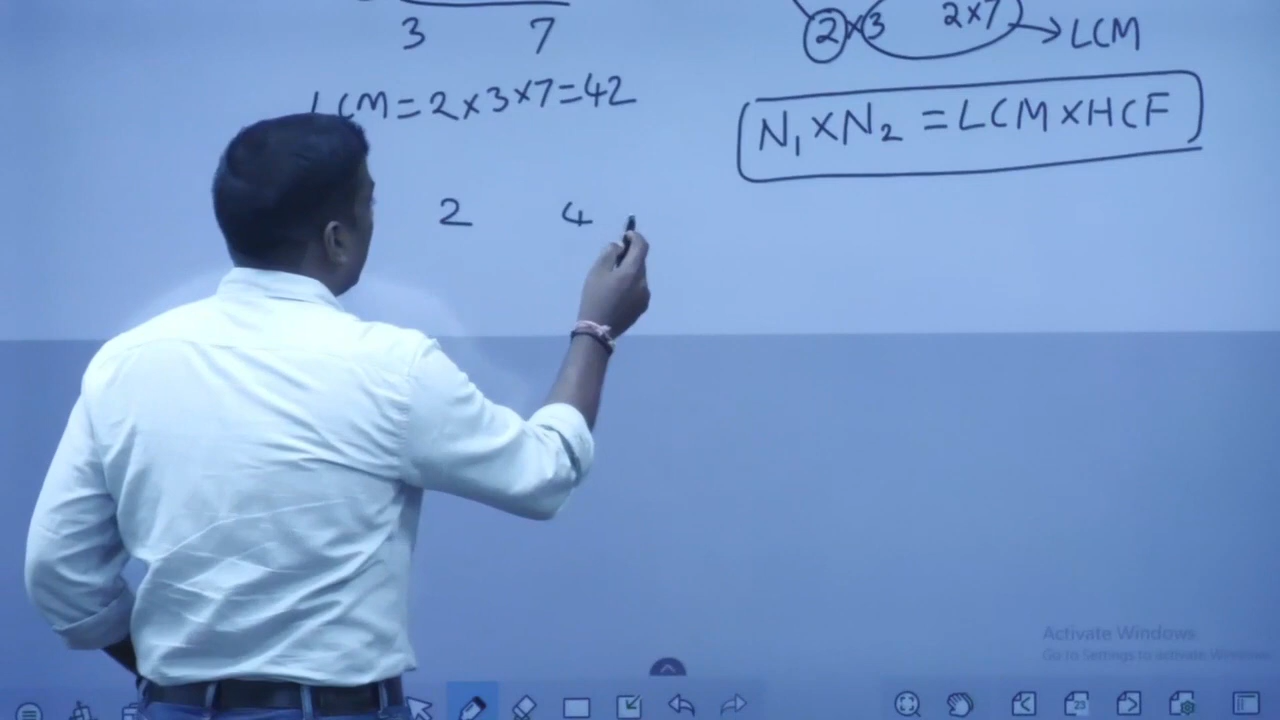 3 7
LCM = 2 × 3 × 7 = 42
2 4
2 × 3 2 × 7 → LCM
N₁ × N₂ = LCM × HCF
Activate Windows
Go to Settings to activate Windows.
23